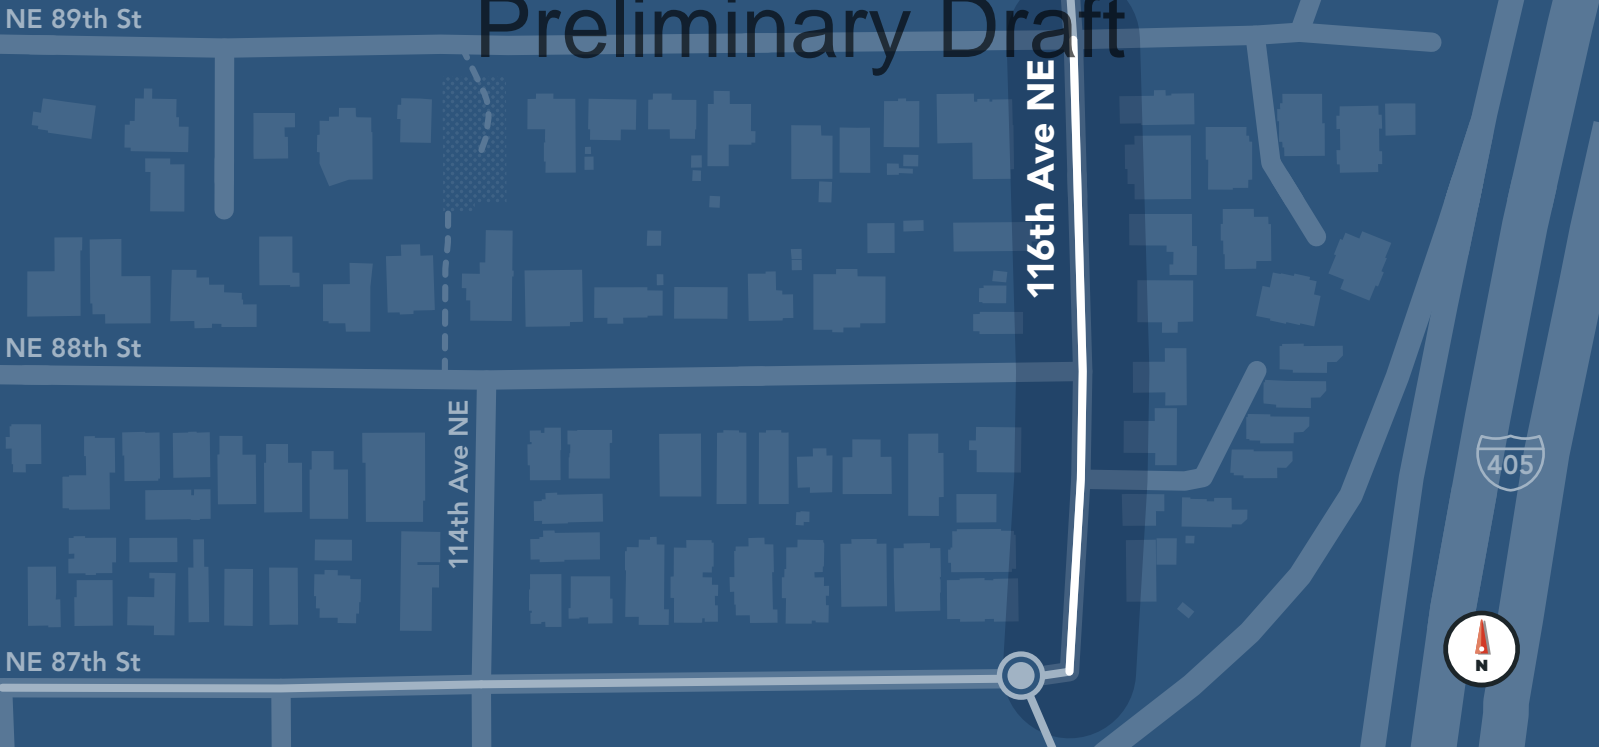 NE 89th St
Preliminary Draft
116th Ave NE
NE 88th St
114th Ave NE
405
NE 87th St
N